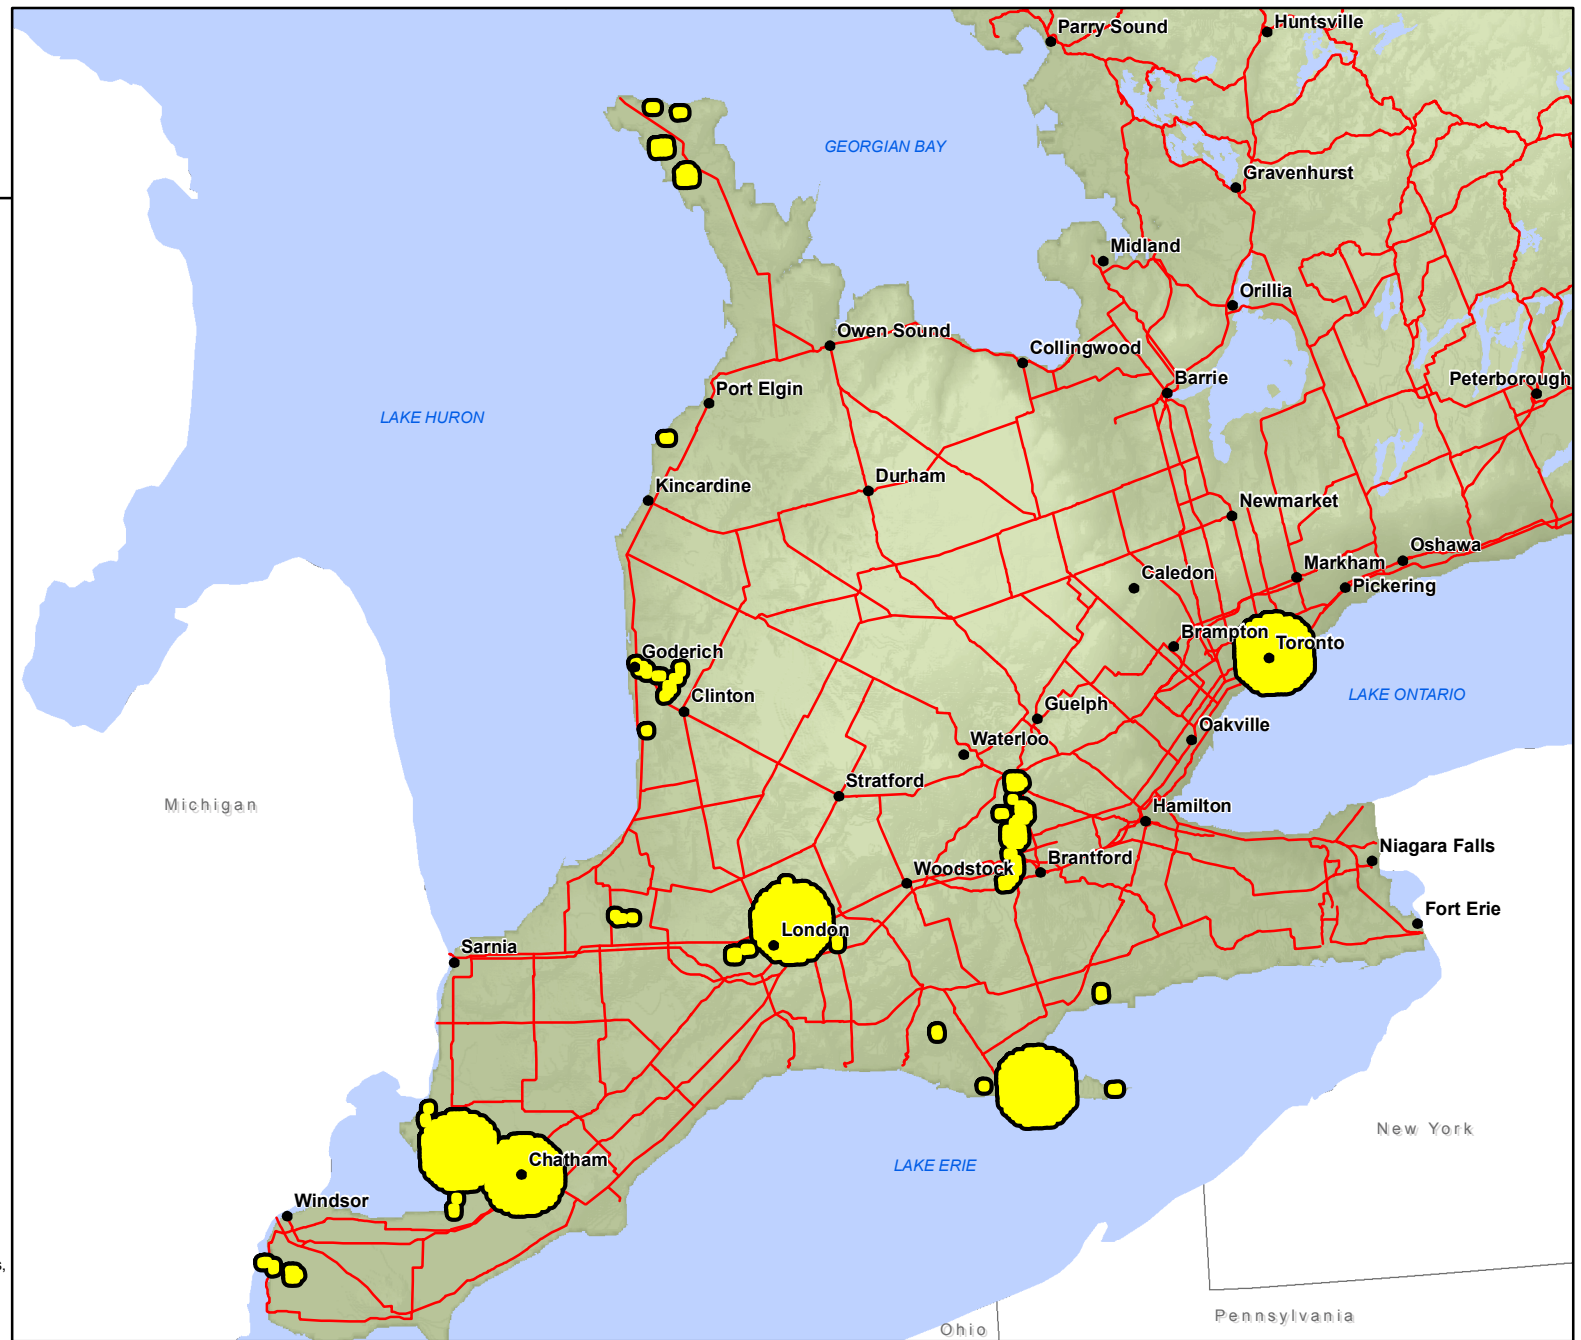 Parry Sound
Huntsville
GEORGIAN BAY
Gravenhurst
Midland
Orillia
Owen Sound
Collingwood
Barrie
Peterborough
Port Elgin
LAKE HURON
Durham
Kincardine
Newmarket
Oshawa
Markham
Caledon
Pickering
Brampton
Toronto
Goderich
LAKE ONTARIO
Clinton
Guelph
Oakville
Waterloo
Stratford
Michigan
Hamilton
Niagara Falls
Brantford
Woodstock
Fort Erie
London
Sarnia
New York
Chatham
LAKE ERIE
Windsor
Pennsylvania
Ohio